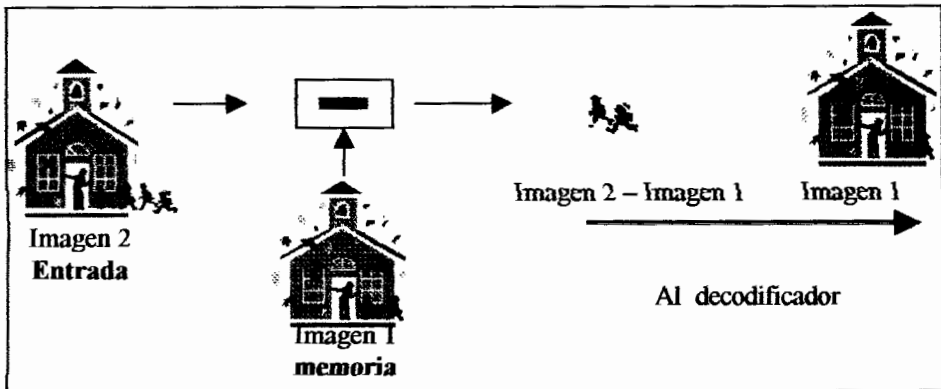 Imagen 2
Entrada
Imagen 1
memoria
Imagen 2 – Imagen 1
Imagen 1
Al decodificador